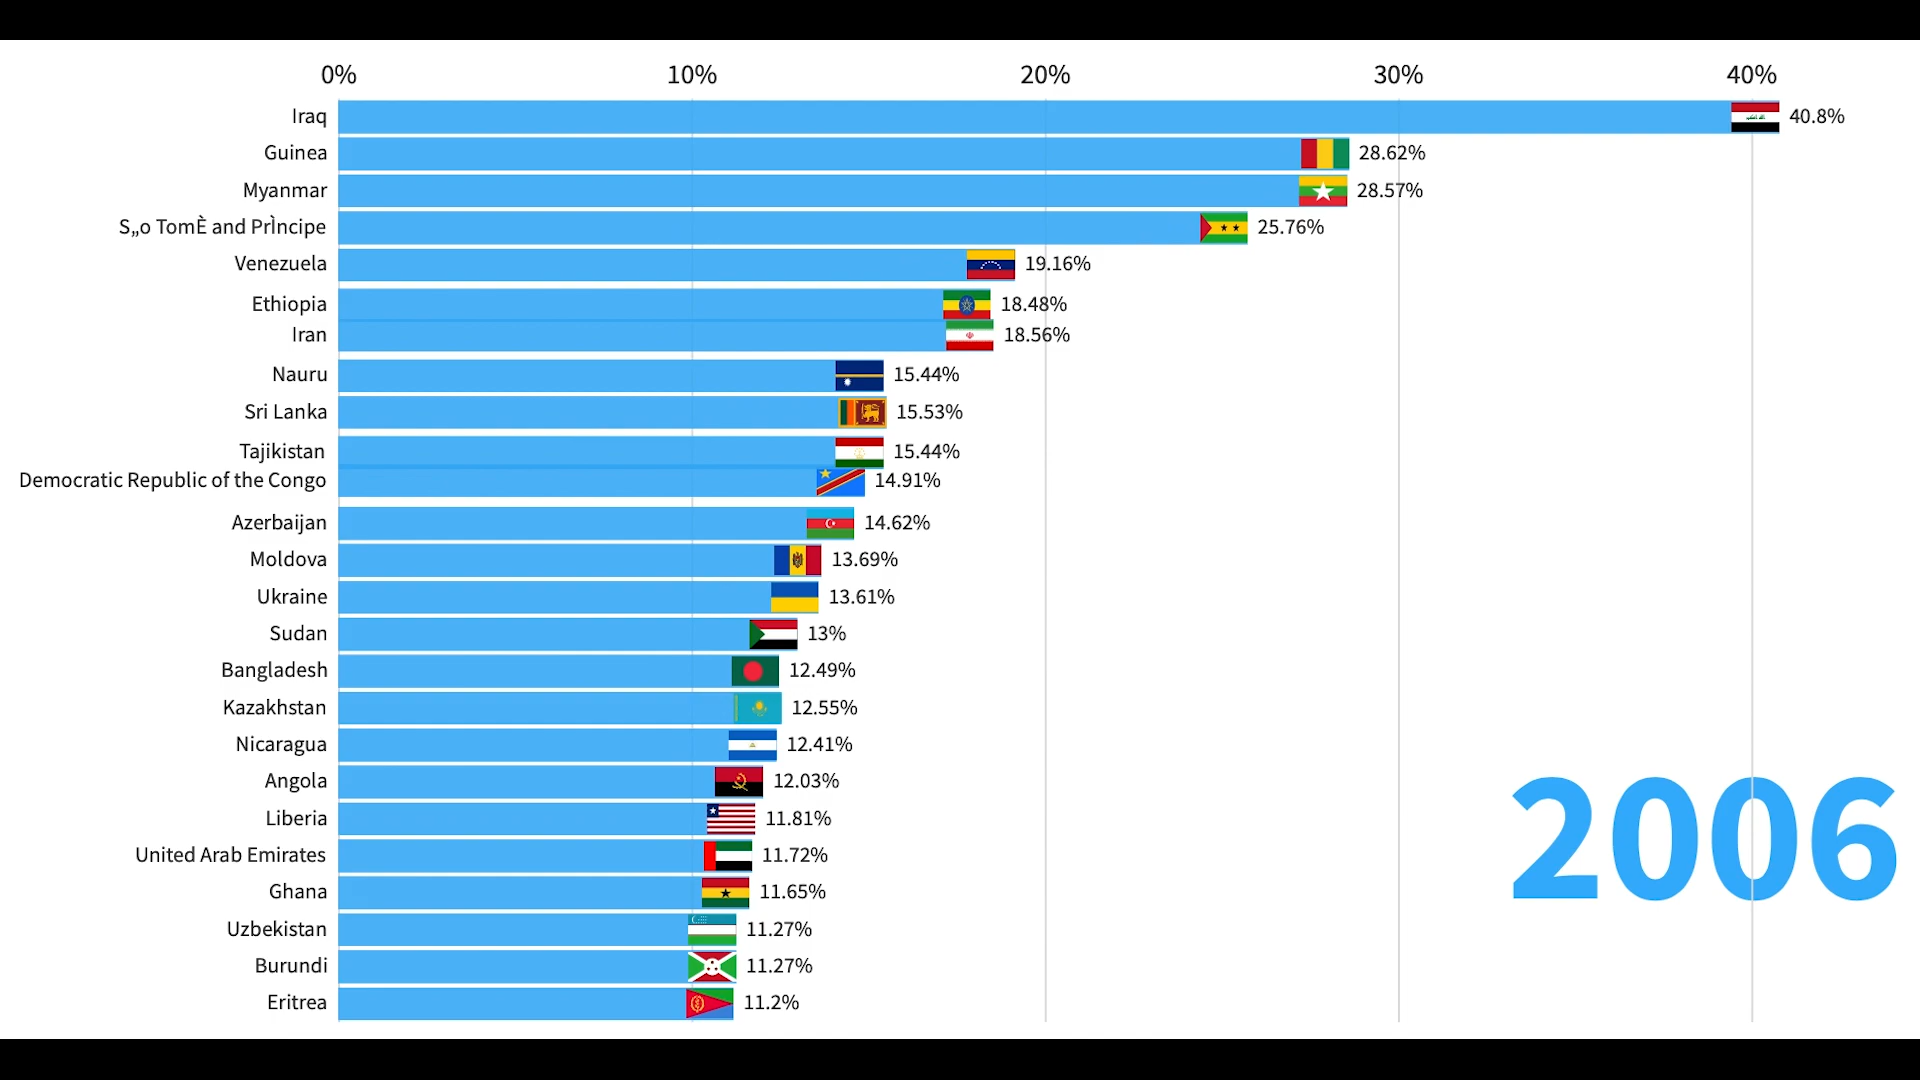 0% 10% 20% 30% 40%
Iraq 40.8%
Guinea 28.62%
Myanmar 28.57%
S„o TomÈ and PrÌncipe 25.76%
Venezuela 19.16%
Ethiopia 18.48%
Iran 18.56%
Nauru 15.44%
Sri Lanka 15.53%
Tajikistan 15.44%
Democratic Republic of the Congo 14.91%
Azerbaijan 14.62%
Moldova 13.69%
Ukraine 13.61%
Sudan 13%
Bangladesh 12.49%
Kazakhstan 12.55%
Nicaragua 12.41%
Angola 12.03%
Liberia 11.81%
United Arab Emirates 11.72%
Ghana 11.65%
Uzbekistan 11.27%
Burundi 11.27%
Eritrea 11.2%
2006